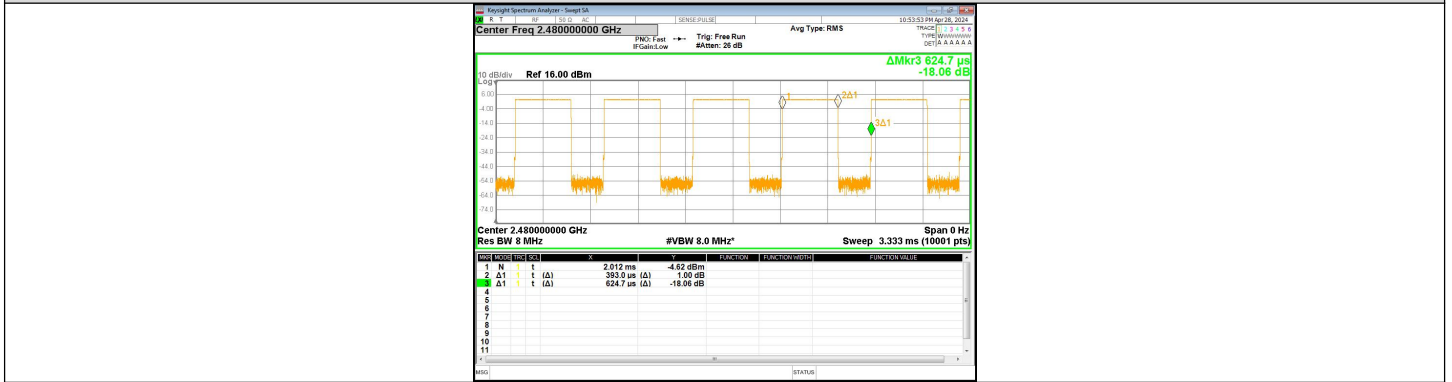 Keysight Spectrum Analyzer - Swept SA
R T RF 50 Ω AC SENSE:PULSE 10:53:53 PM Apr 28, 2024
Center Freq 2.480000000 GHz Avg Type: RMS TRACE 1 2 3 4 5 6
PNO: Fast Trig: Free Run TYPE WWWWWW
IFGain:Low #Atten: 26 dB DET A A A A A A
ΔMkr3 624.7 µs
10 dB/div Ref 16.00 dBm -18.06 dB
Log
6.00
-4.00
-14.0
-24.0
-34.0
-44.0
-54.0
-64.0
-74.0
1
2Δ1
3Δ1
Center 2.480000000 GHz Span 0 Hz
Res BW 8 MHz #VBW 8.0 MHz* Sweep 3.333 ms (10001 pts)
MKR MODE TRC SCL X Y FUNCTION FUNCTION WIDTH FUNCTION VALUE
1 N 1 t 2.012 ms -4.62 dBm
2 Δ1 1 t (Δ) 393.0 µs (Δ) 1.00 dB
3 Δ1 1 t (Δ) 624.7 µs (Δ) -18.06 dB
4
5
6
7
8
9
10
11
MSG STATUS